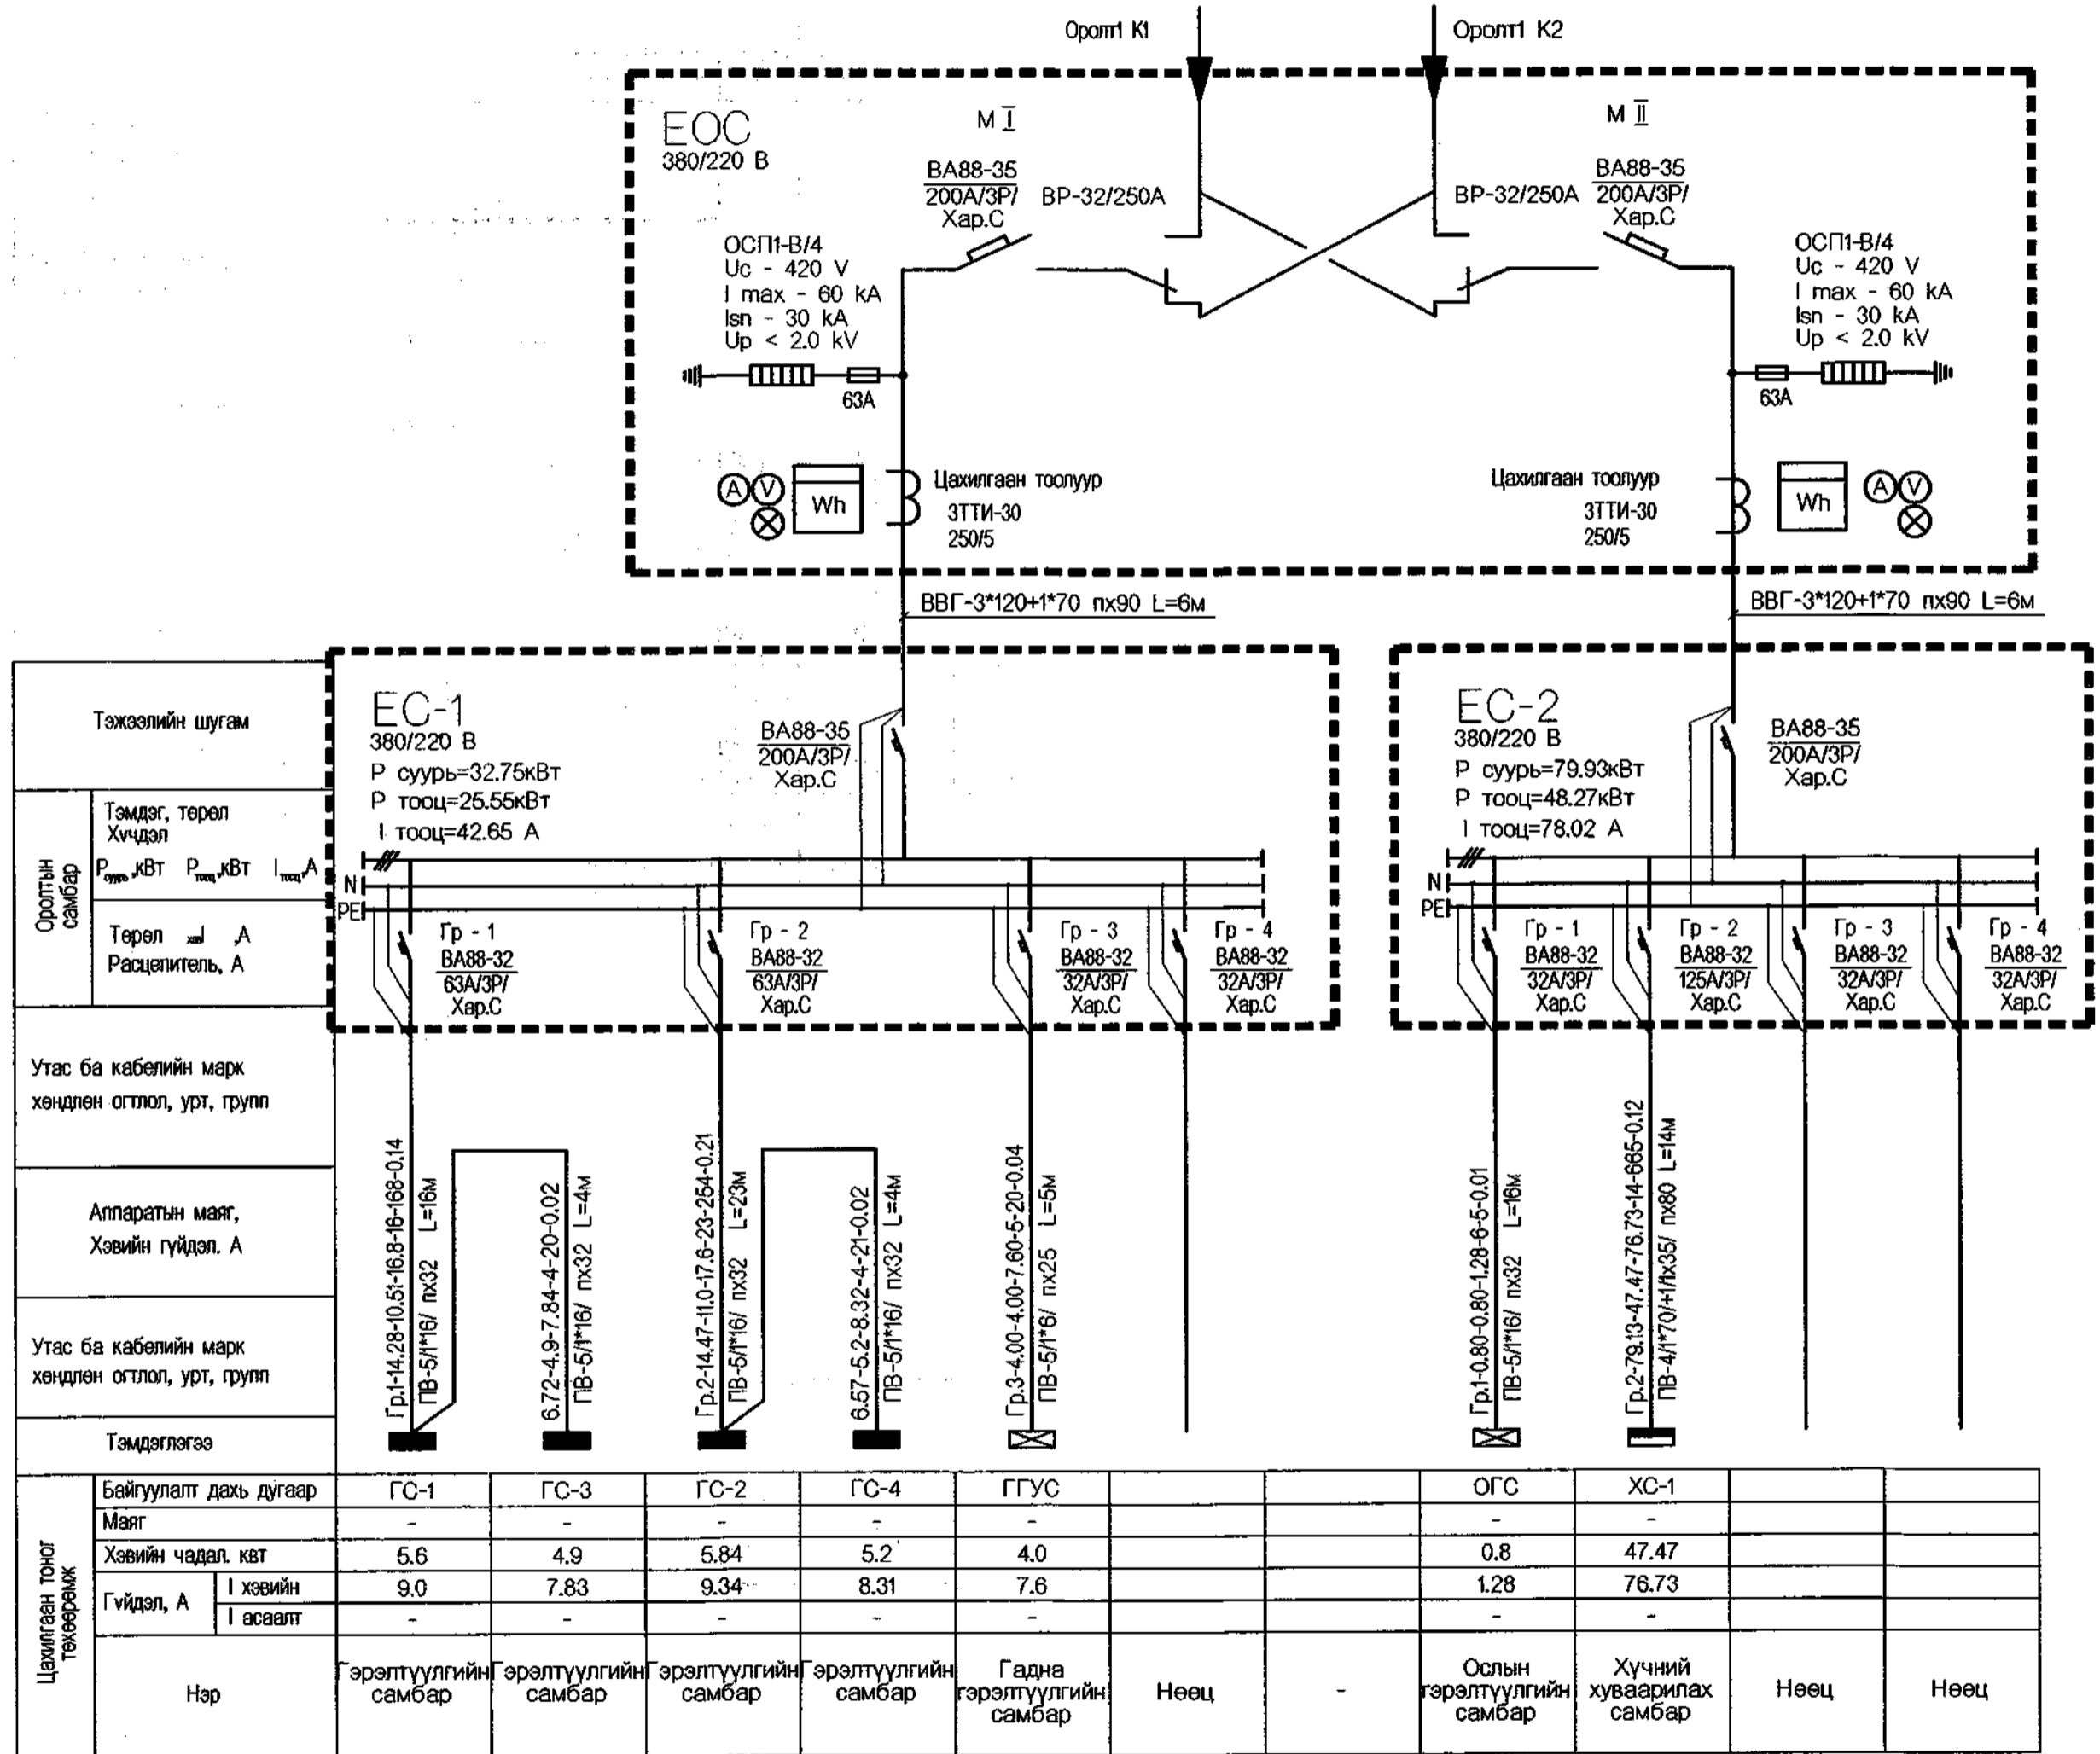 Оролт1 К1
Оролт1 К2
ЕОС
380/220 В
М I
М II
ВА88-35
200А/3Р/
Хар.С
ВР-32/250А
ВР-32/250А
ВА88-35
200А/3Р/
Хар.С
ОСП1-В/4
Uc - 420 V
I max - 60 kA
Isn - 30 kA
Up < 2.0 kV
63А
ОСП1-В/4
Uc - 420 V
I max - 60 kA
Isn - 30 kA
Up < 2.0 kV
63А
A V
Wh
Цахилгаан тоолуур
3ТТИ-30
250/5
Цахилгаан тоолуур
3ТТИ-30
250/5
Wh
A V
ВВГ-3*120+1*70 пх90 L=6м
ВВГ-3*120+1*70 пх90 L=6м
Тэжээлийн шугам
Оролтын
самбар
Тэмдэг, төрөл
Хүчдэл
Рсуурь,кВт Ртооц,кВт Iтооц,А
Төрөл ,А
Расцепитель, А
ЕС-1
380/220 В
Р суурь=32.75кВт
Р тооц=25.55кВт
I тооц=42.65 А
ВА88-35
200А/3Р/
Хар.С
N
PE
Гр - 1
ВА88-32
63А/3Р/
Хар.С
Гр - 2
ВА88-32
63А/3Р/
Хар.С
Гр - 3
ВА88-32
32А/3Р/
Хар.С
Гр - 4
ВА88-32
32А/3Р/
Хар.С
ЕС-2
380/220 В
Р суурь=79.93кВт
Р тооц=48.27кВт
I тооц=78.02 А
ВА88-35
200А/3Р/
Хар.С
N
PE
Гр - 1
ВА88-32
32А/3Р/
Хар.С
Гр - 2
ВА88-32
125А/3Р/
Хар.С
Гр - 3
ВА88-32
32А/3Р/
Хар.С
Гр - 4
ВА88-32
32А/3Р/
Хар.С
Утас ба кабелийн марк
хөндлөн огтлол, урт, групп
Аппаратын маяг,
Хэвийн гүйдэл. А
Утас ба кабелийн марк
хөндлөн огтлол, урт, групп
Тэмдэглэгээ
Гр.1-14.28-10.51-16.8-16-168-0.14
ПВ-5/1*16/ пх32 L=16м
6.72-4.9-7.84-4-20-0.02
ПВ-5/1*16/ пх32 L=4м
Гр.2-14.47-11.0-17.6-23-254-0.21
ПВ-5/1*16/ пх32 L=23м
6.57-5.2-8.32-4-21-0.02
ПВ-5/1*16/ пх32 L=4м
Гр.3-4.00-4.00-7.60-5-20-0.04
ПВ-5/1*6/ пх25 L=5м
Гр.1-0.80-0.80-1.28-6-5-0.01
ПВ-5/1*16/ пх32 L=16м
Гр.2-79.13-47.47-76.73-14-665-0.12
ПВ-4/1*70/+1/1х35/ пх80 L=14м
Цахилгаан тоног
төхөөрөмж
Байгуулалт дахь дугаар ГС-1 ГС-3 ГС-2 ГС-4 ГГУС ОГС ХС-1
Маяг - - - - - - -
Хэвийн чадал. квт 5.6 4.9 5.84 5.2 4.0 0.8 47.47
Гүйдэл, А
I хэвийн 9.0 7.83 9.34 8.31 7.6 1.28 76.73
I асаалт - - - - - - -
Нэр
Гэрэлтүүлгийн
самбар
Гэрэлтүүлгийн
самбар
Гэрэлтүүлгийн
самбар
Гэрэлтүүлгийн
самбар
Гадна
гэрэлтүүлгийн
самбар
Нөөц
-
Ослын
гэрэлтүүлгийн
самбар
Хүчний
хуваарилах
самбар
Нөөц
Нөөц